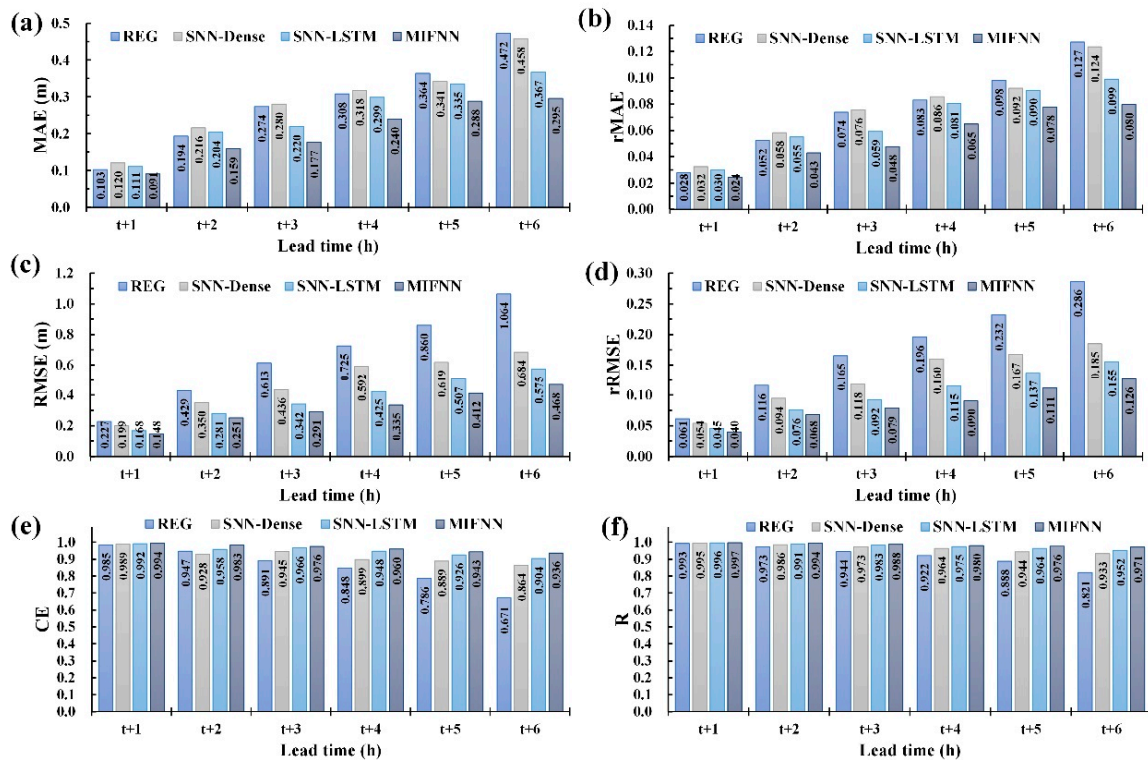 (a)
REG SNN-Dense SNN-LSTM MIFNN
MAE (m)
0.5
0.4
0.3
0.2
0.1
0.0
0.103 0.120 0.111 0.091
0.194 0.216 0.204 0.159
0.274 0.280 0.220 0.177
0.308 0.318 0.299 0.240
0.364 0.341 0.335 0.288
0.472 0.458 0.367 0.295
t+1 t+2 t+3 t+4 t+5 t+6
Lead time (h)
(b)
REG SNN-Dense SNN-LSTM MIFNN
rMAE
0.14
0.12
0.10
0.08
0.06
0.04
0.02
0.00
0.028 0.032 0.030 0.024
0.052 0.058 0.055 0.043
0.074 0.076 0.059 0.048
0.083 0.086 0.081 0.065
0.098 0.092 0.090 0.078
0.127 0.124 0.099 0.080
t+1 t+2 t+3 t+4 t+5 t+6
Lead time (h)
(c)
REG SNN-Dense SNN-LSTM MIFNN
RMSE (m)
1.2
1.0
0.8
0.6
0.4
0.2
0.0
0.227 0.199 0.168 0.148
0.429 0.350 0.281 0.251
0.613 0.436 0.342 0.291
0.725 0.592 0.425 0.335
0.860 0.619 0.507 0.412
1.064 0.684 0.575 0.468
t+1 t+2 t+3 t+4 t+5 t+6
Lead time (h)
(d)
REG SNN-Dense SNN-LSTM MIFNN
rRMSE
0.30
0.25
0.20
0.15
0.10
0.05
0.00
0.061 0.054 0.045 0.040
0.116 0.094 0.076 0.068
0.165 0.118 0.092 0.079
0.196 0.160 0.115 0.090
0.232 0.167 0.137 0.111
0.286 0.185 0.155 0.126
t+1 t+2 t+3 t+4 t+5 t+6
Lead time (h)
(e)
REG SNN-Dense SNN-LSTM MIFNN
CE
1.0
0.9
0.8
0.7
0.6
0.5
0.4
0.3
0.2
0.1
0.0
0.985 0.989 0.992 0.994
0.947 0.928 0.958 0.983
0.891 0.945 0.966 0.976
0.848 0.899 0.948 0.960
0.786 0.889 0.926 0.943
0.671 0.864 0.904 0.936
t+1 t+2 t+3 t+4 t+5 t+6
Lead time (h)
(f)
REG SNN-Dense SNN-LSTM MIFNN
R
1.0
0.9
0.8
0.7
0.6
0.5
0.4
0.3
0.2
0.1
0.0
0.993 0.995 0.996 0.997
0.973 0.986 0.991 0.994
0.944 0.973 0.983 0.988
0.922 0.964 0.975 0.980
0.888 0.944 0.964 0.976
0.821 0.933 0.952 0.971
t+1 t+2 t+3 t+4 t+5 t+6
Lead time (h)